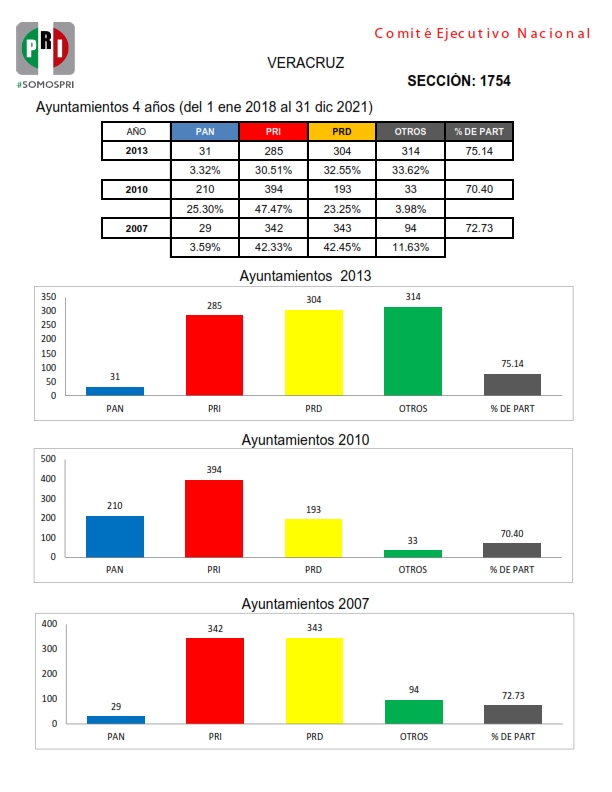 Comité Ejecutivo Nacional
PRI
#SOMOSPRI
VERACRUZ
SECCIÓN: 1754
Ayuntamientos 4 años (del 1 ene 2018 al 31 dic 2021)
AÑO PAN PRI PRD OTROS % DE PART
2013 31 285 304 314 75.14
3.32% 30.51% 32.55% 33.62%
2010 210 394 193 33 70.40
25.30% 47.47% 23.25% 3.98%
2007 29 342 343 94 72.73
3.59% 42.33% 42.45% 11.63%
Ayuntamientos 2013
350
300
250
200
150
100
50
0
31 285 304 314 75.14
PAN PRI PRD OTROS % DE PART
Ayuntamientos 2010
500
400
300
200
100
0
210 394 193 33 70.40
PAN PRI PRD OTROS % DE PART
Ayuntamientos 2007
400
300
200
100
0
29 342 343 94 72.73
PAN PRI PRD OTROS % DE PART